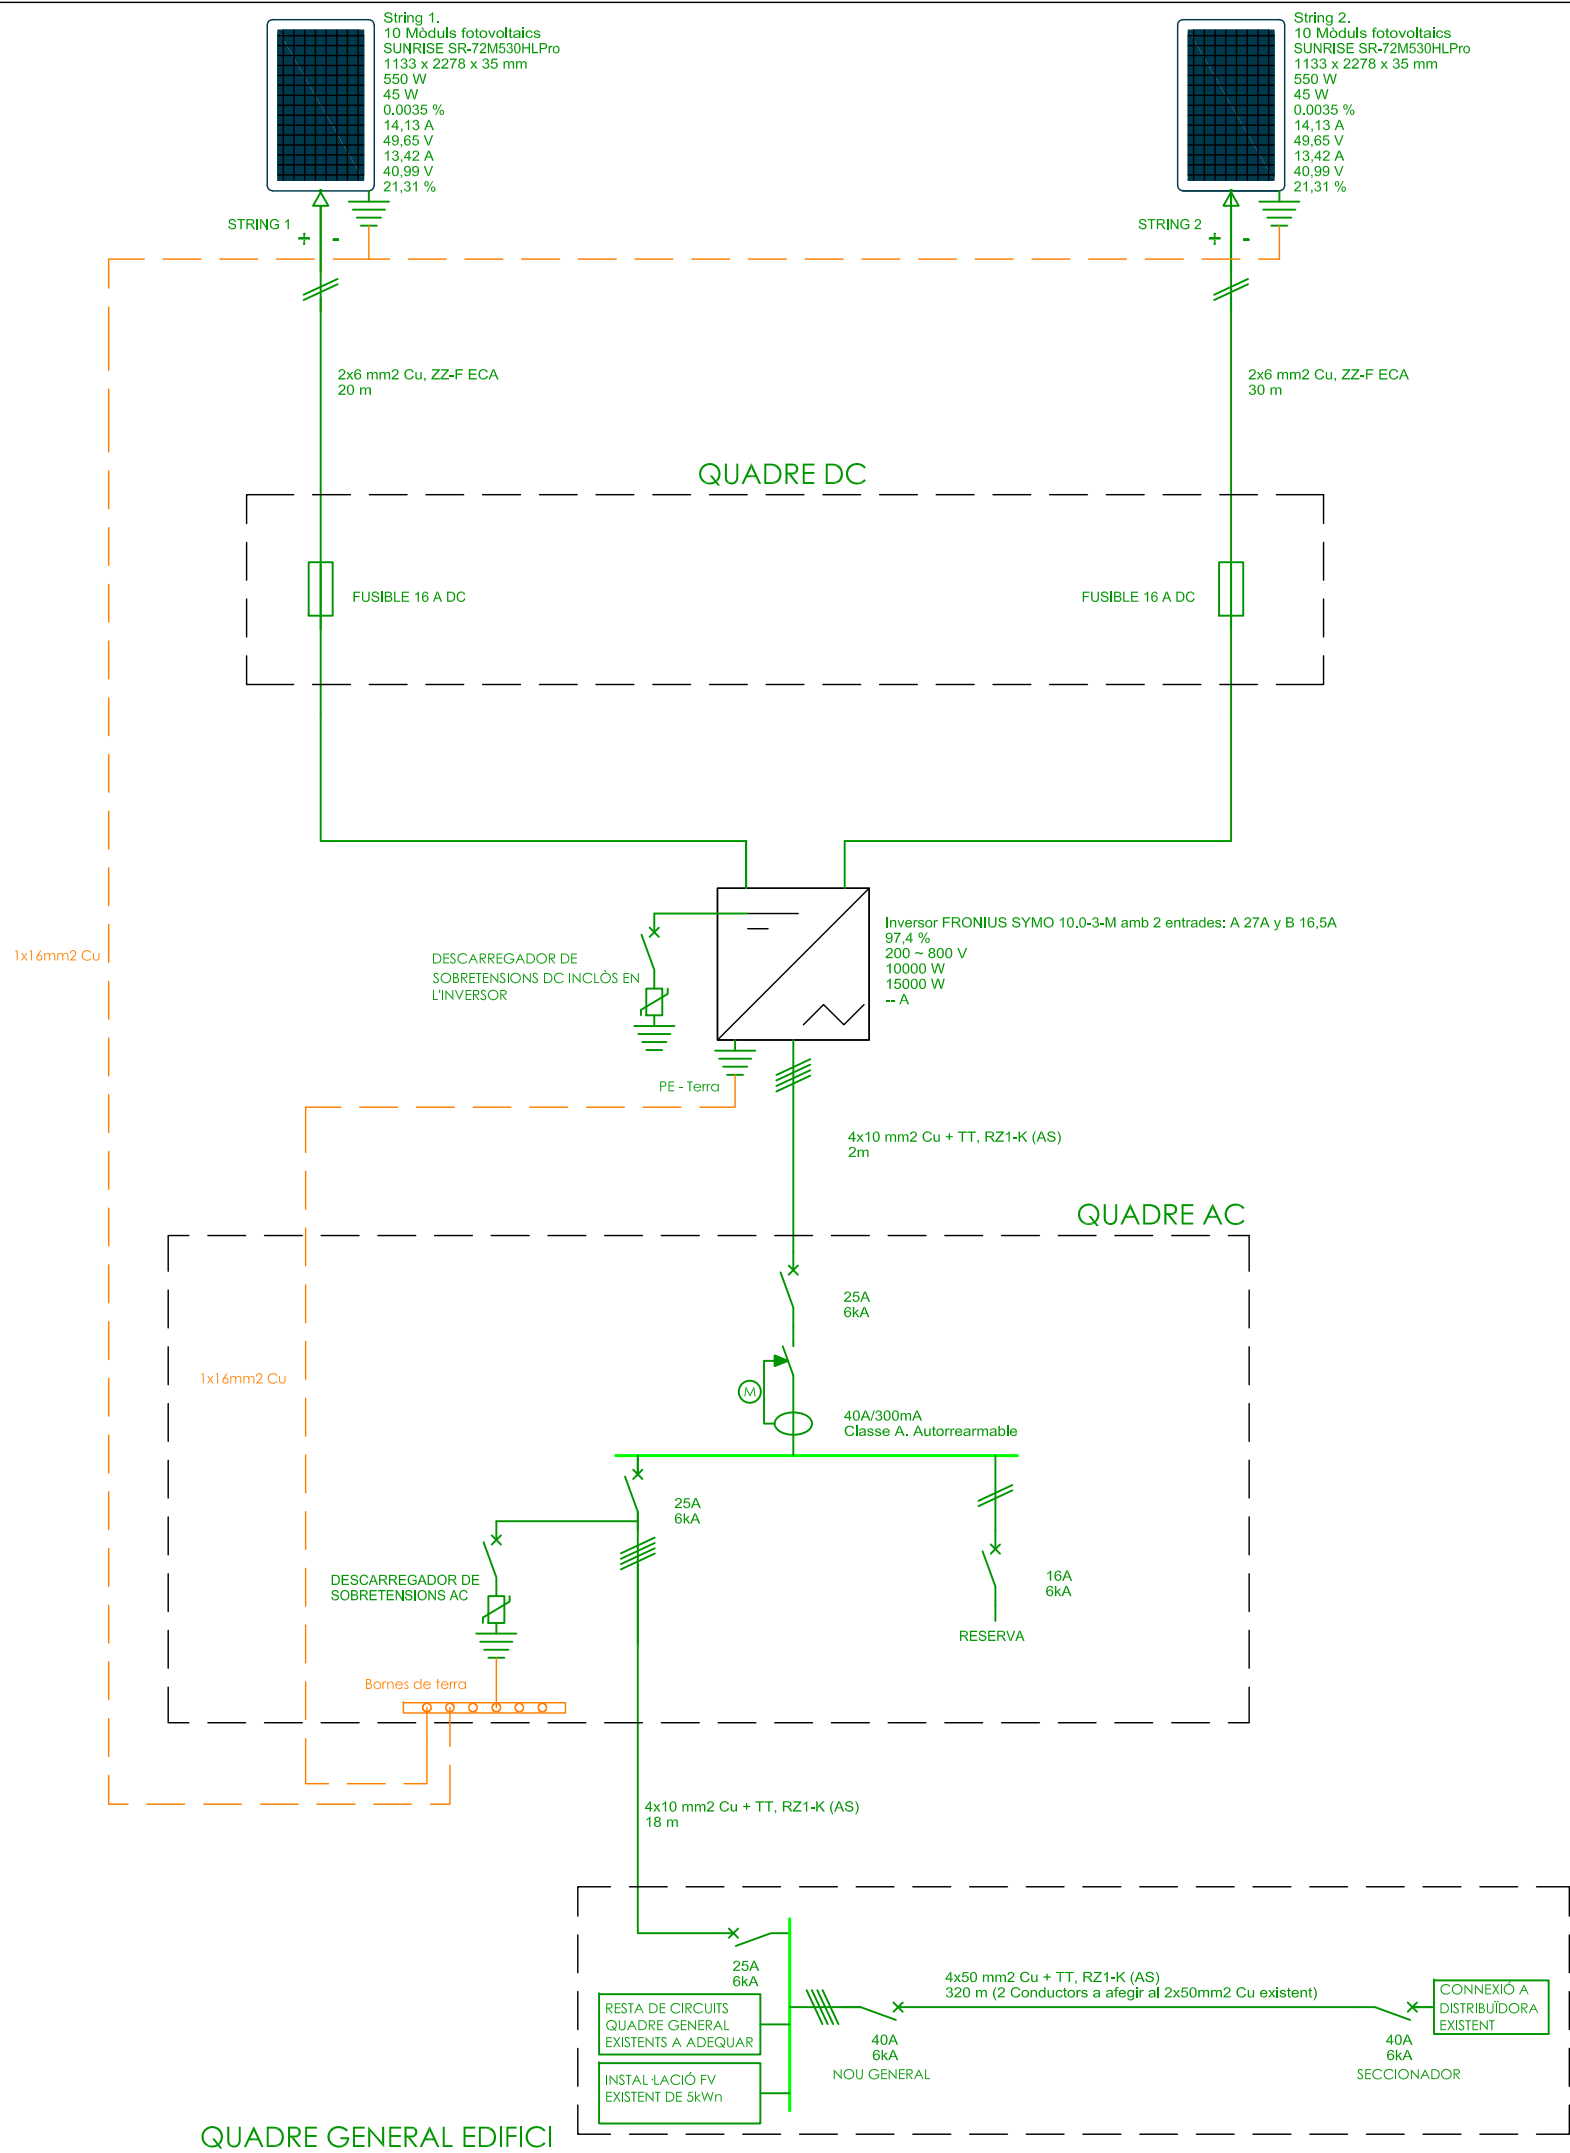 String 1.
10 Mòduls fotovoltaics
SUNRISE SR-72M530HLPro
1133 x 2278 x 35 mm
550 W
45 W
0.0035 %
14,13 A
49,65 V
13,42 A
40,99 V
21,31 %
STRING 1
+ -
String 2.
10 Mòduls fotovoltaics
SUNRISE SR-72M530HLPro
1133 x 2278 x 35 mm
550 W
45 W
0.0035 %
14,13 A
49,65 V
13,42 A
40,99 V
21,31 %
STRING 2
+ -
2x6 mm2 Cu, ZZ-F ECA
20 m
2x6 mm2 Cu, ZZ-F ECA
30 m
QUADRE DC
FUSIBLE 16 A DC
FUSIBLE 16 A DC
1x16mm2 Cu
DESCARREGADOR DE
SOBRETENSIONS DC INCLÒS EN
L'INVERSOR
Inversor FRONIUS SYMO 10.0-3-M amb 2 entrades: A 27A y B 16,5A
97,4 %
200 ~ 800 V
10000 W
15000 W
-- A
PE - Terra
4x10 mm2 Cu + TT, RZ1-K (AS)
2m
QUADRE AC
25A
6kA
1x16mm2 Cu
M
40A/300mA
Classe A. Autorrearmable
25A
6kA
DESCARREGADOR DE
SOBRETENSIONS AC
16A
6kA
RESERVA
Bornes de terra
4x10 mm2 Cu + TT, RZ1-K (AS)
18 m
25A
6kA
RESTA DE CIRCUITS
QUADRE GENERAL
EXISTENTS A ADEQUAR
INSTAL·LACIÓ FV
EXISTENT DE 5kWn
4x50 mm2 Cu + TT, RZ1-K (AS)
320 m (2 Conductors a afegir al 2x50mm2 Cu existent)
40A
6kA
NOU GENERAL
40A
6kA
SECCIONADOR
CONNEXIÓ A
DISTRIBUÏDORA
EXISTENT
QUADRE GENERAL EDIFICI